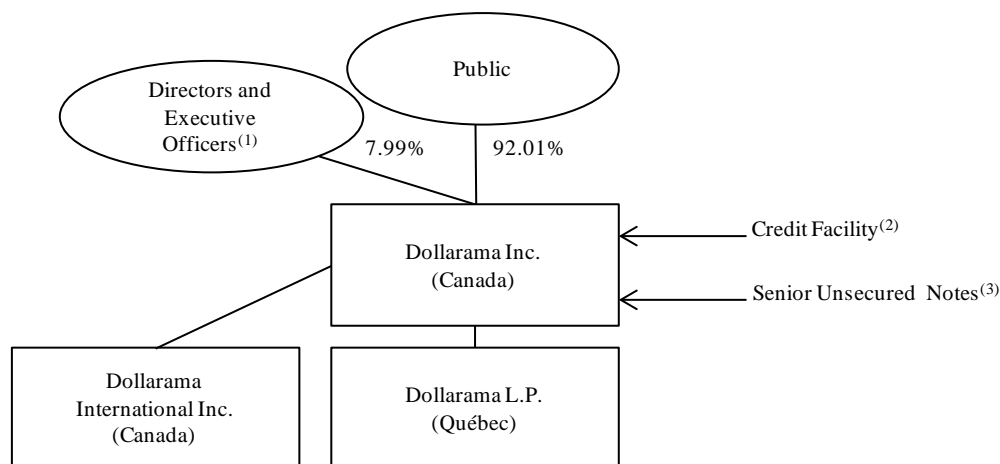 Public
Directors and
Executive
Officers(1)
7.99%
92.01%
Dollarama Inc.
(Canada)
Credit Facility(2)
Senior Unsecured Notes(3)
Dollarama
International Inc.
(Canada)
Dollarama L.P.
(Québec)